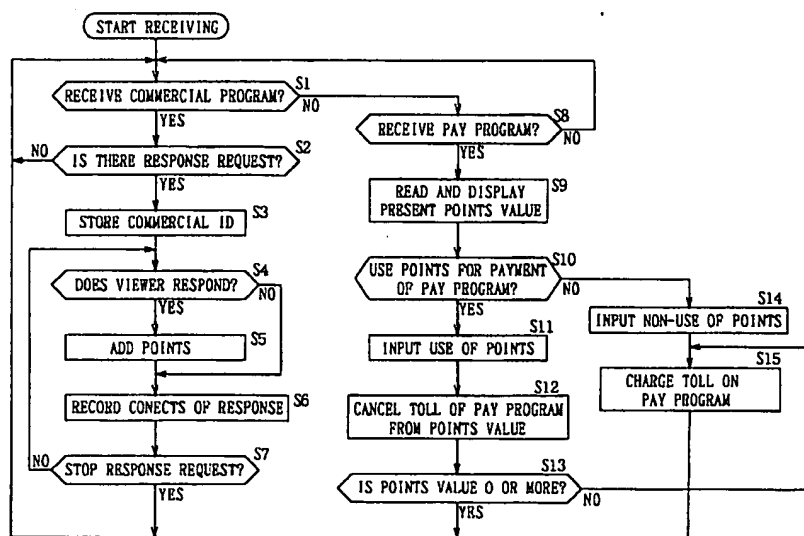 START RECEIVING
S1
RECEIVE COMMERCIAL PROGRAM?
NO
YES
S2
NO
IS THERE RESPONSE REQUEST?
YES
S3
STORE COMMERCIAL ID
S4
DOES VIEWER RESPOND?
YES
NO
S5
ADD POINTS
S6
RECORD CONECTS OF RESPONSE
S7
NO
STOP RESPONSE REQUEST?
YES
S8
RECEIVE PAY PROGRAM?
YES
NO
S9
READ AND DISPLAY
PRESENT POINTS VALUE
S10
USE POINTS FOR PAYMENT
OF PAY PROGRAM?
YES
NO
S11
INPUT USE OF POINTS
S12
CANCEL TOLL OF PAY PROGRAM
FROM POINTS VALUE
S13
IS POINTS VALUE 0 OR MORE?
NO
YRS
S14
INPUT NON-USE OF POINTS
S15
CHARGE TOLL ON
PAY PROGRAM